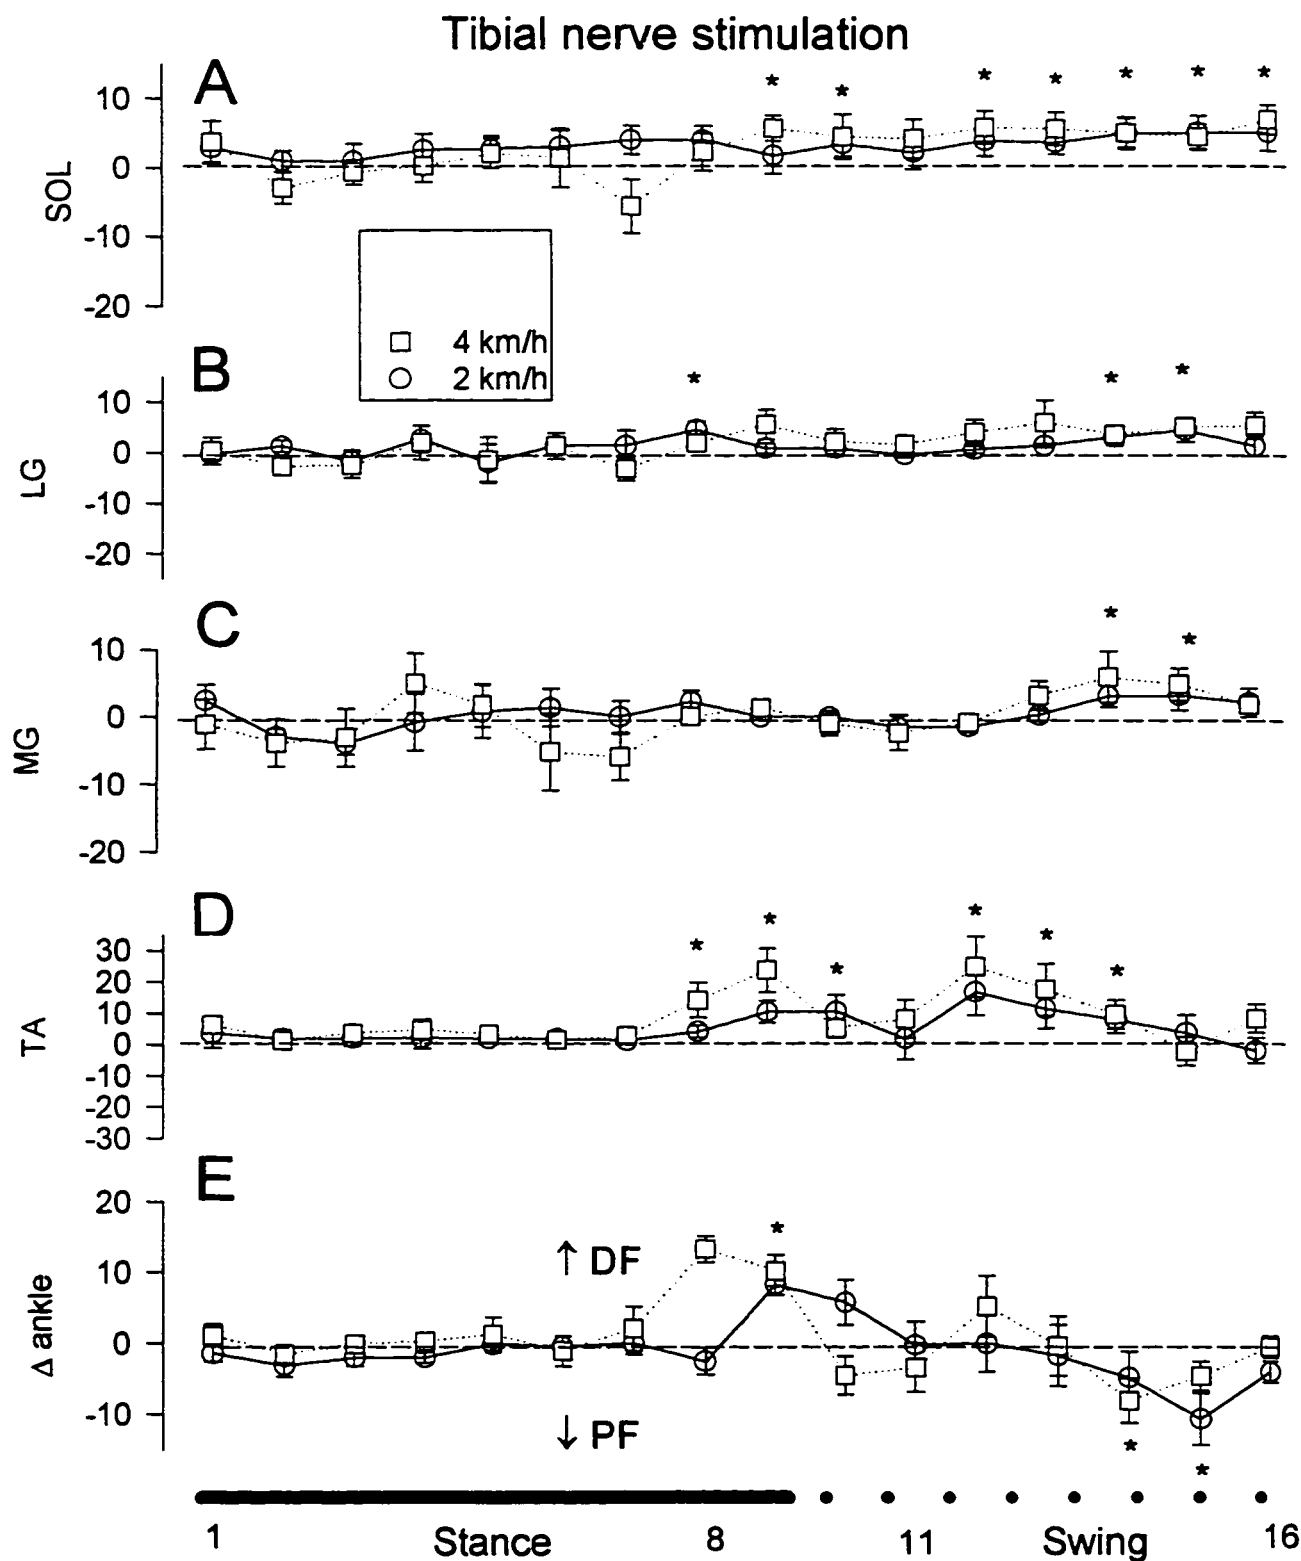 Tibial nerve stimulation
A
* * * * * * *
10
0
-10
-20
SOL
4 km/h
2 km/h
B
* * *
10
0
-10
-20
LG
C
* *
10
0
-10
-20
MG
D
* * * * * *
30
20
10
0
-10
-20
-30
TA
E
*
20
10
0
-10
Δ ankle
↑ DF
↓ PF
* *
1 Stance 8 11 Swing 16